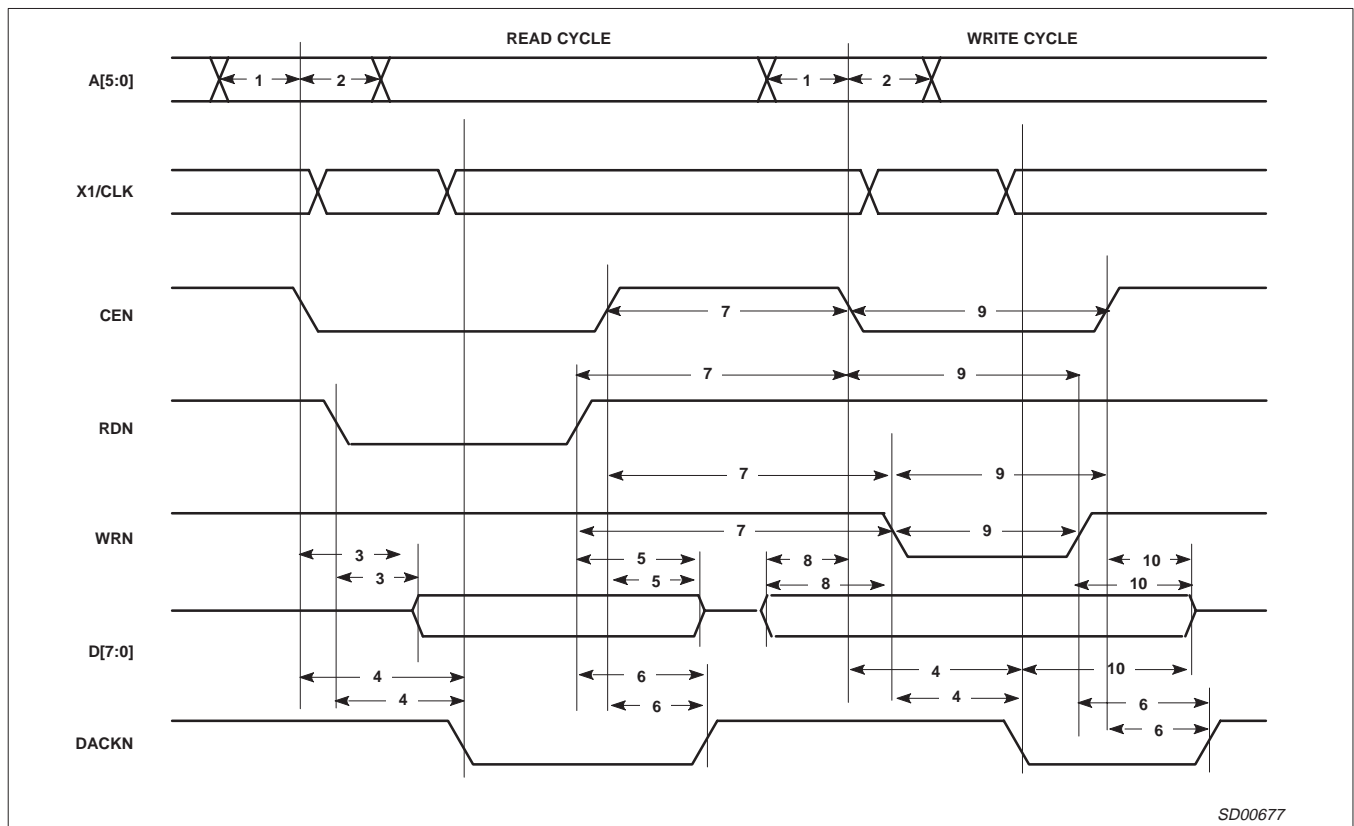 READ CYCLE WRITE CYCLE
A[5:0] 1 2 1 2
X1/CLK
CEN 7 9
7 9
RDN
7 9
WRN 7 9
3 5 8 10
3 5 8 10
D[7:0]
4 6 4 10
4 6 4 6
6
DACKN
SD00677